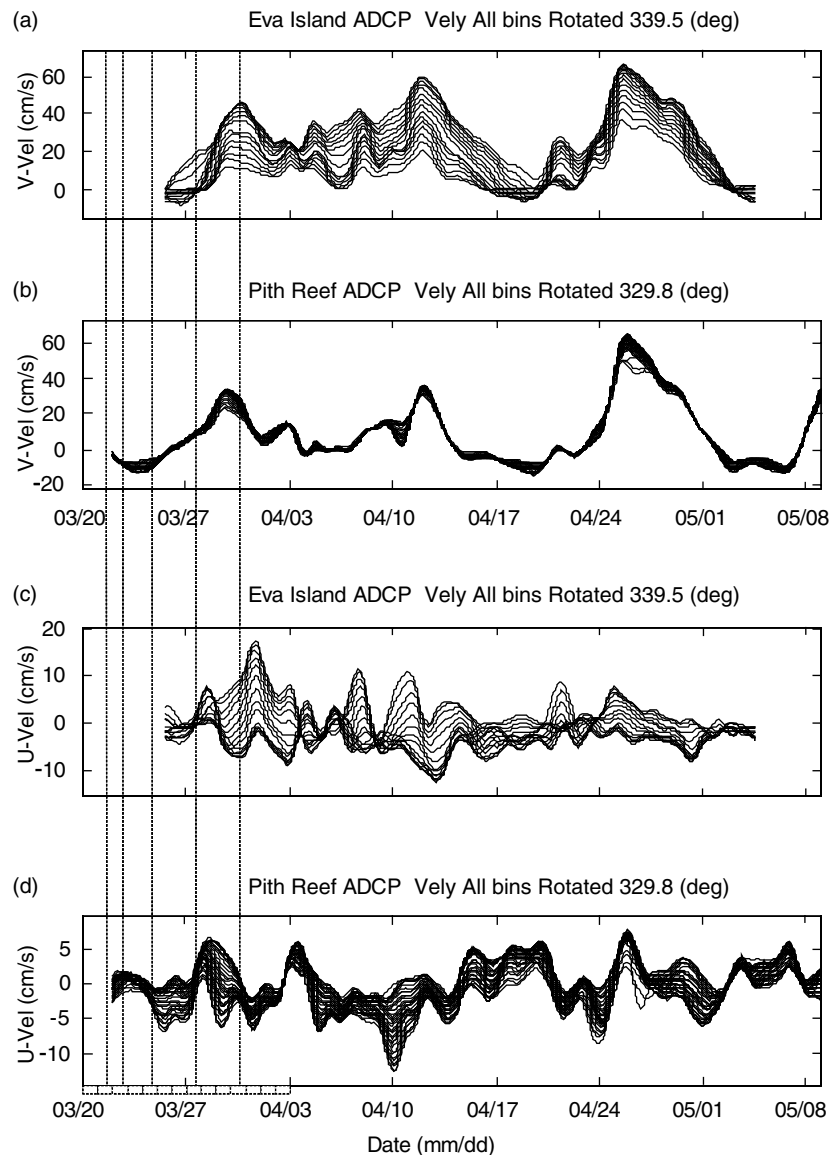 (a) Eva Island ADCP Vely All bins Rotated 339.5 (deg)
V-Vel (cm/s)
60
40
20
0
(b) Pith Reef ADCP Vely All bins Rotated 329.8 (deg)
V-Vel (cm/s)
60
40
20
0
-20
03/20 03/27 04/03 04/10 04/17 04/24 05/01 05/08
(c) Eva Island ADCP Vely All bins Rotated 339.5 (deg)
U-Vel (cm/s)
20
10
0
-10
(d) Pith Reef ADCP Vely All bins Rotated 329.8 (deg)
U-Vel (cm/s)
5
0
-5
-10
03/20 03/27 04/03 04/10 04/17 04/24 05/01 05/08
Date (mm/dd)